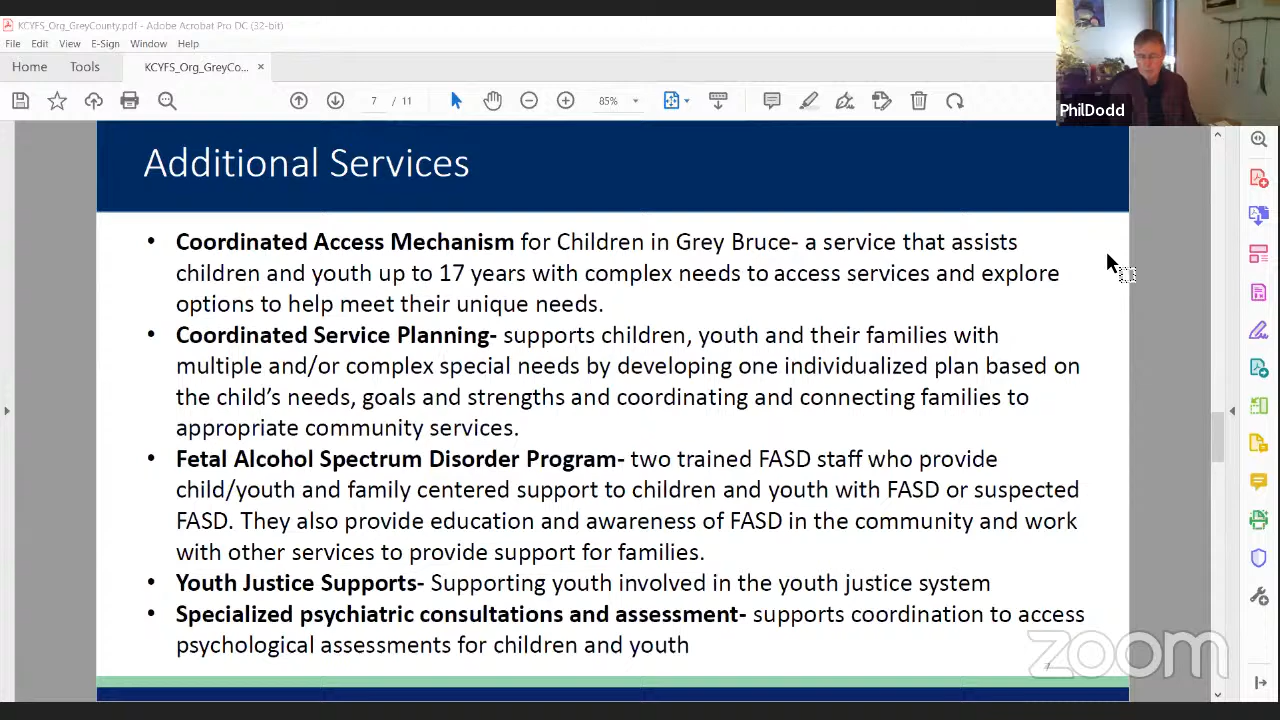 KCYFS_Org_GreyCounty.pdf - Adobe Acrobat Pro DC (32-bit)
File Edit View E-Sign Window Help
Home Tools KCYFS_Org_GreyCo... ×
7 / 11 85%
PhilDodd
Additional Services
• Coordinated Access Mechanism for Children in Grey Bruce- a service that assists
children and youth up to 17 years with complex needs to access services and explore
options to help meet their unique needs.
• Coordinated Service Planning- supports children, youth and their families with
multiple and/or complex special needs by developing one individualized plan based on
the child’s needs, goals and strengths and coordinating and connecting families to
appropriate community services.
• Fetal Alcohol Spectrum Disorder Program- two trained FASD staff who provide
child/youth and family centered support to children and youth with FASD or suspected
FASD. They also provide education and awareness of FASD in the community and work
with other services to provide support for families.
• Youth Justice Supports- Supporting youth involved in the youth justice system
• Specialized psychiatric consultations and assessment- supports coordination to access
psychological assessments for children and youth
7
zoom